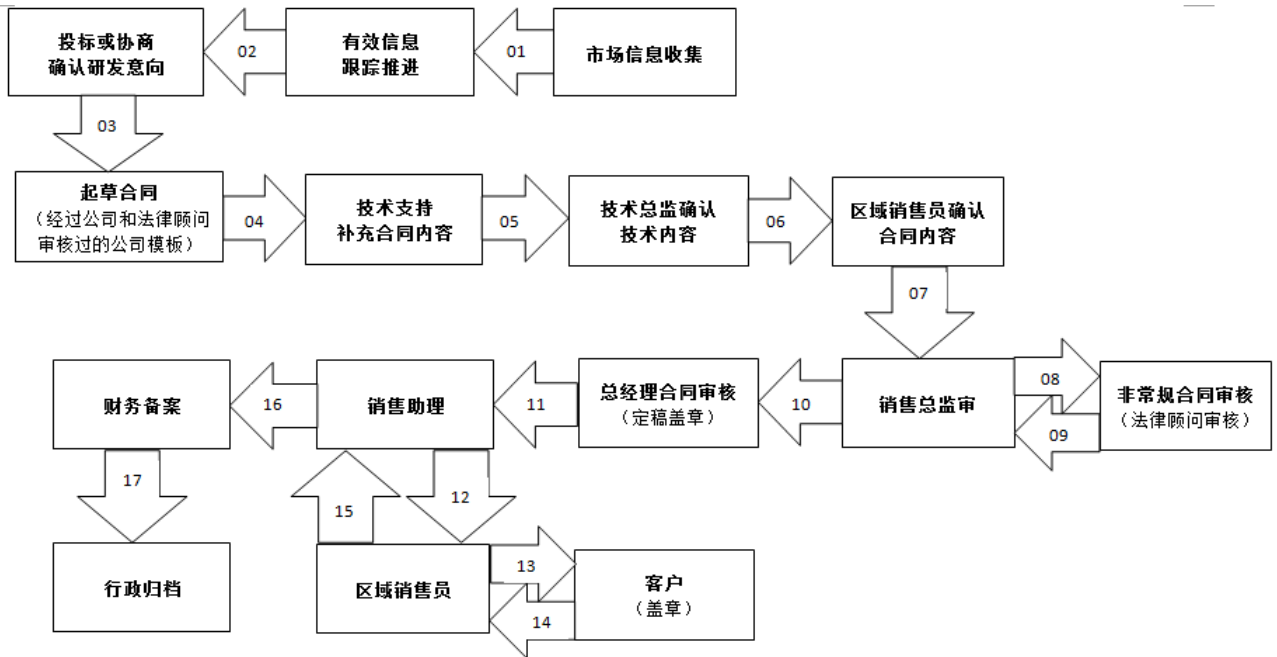 投标或协商
确认研发意向
02
有效信息
跟踪推进
01
市场信息收集
03
起草合同
（经过公司和法律顾问
审核过的公司模板）
04
技术支持
补充合同内容
05
技术总监确认
技术内容
06
区域销售员确认
合同内容
07
财务备案
16
销售助理
11
总经理合同审核
（定稿盖章）
10
销售总监审
08
09
非常规合同审核
（法律顾问审核）
17
15
12
行政归档
区域销售员
13
14
客户
（盖章）